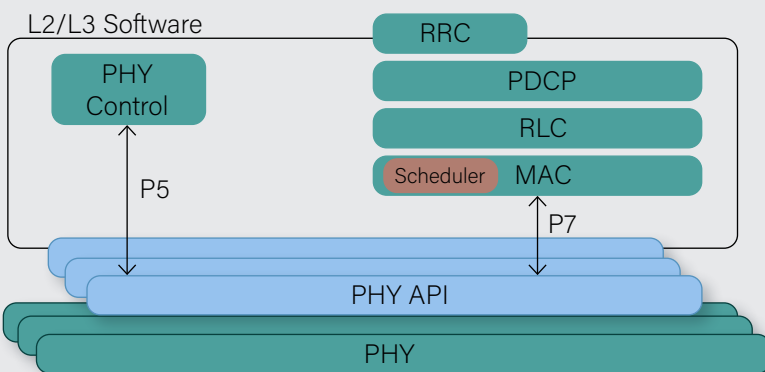 L2/L3 Software
RRC
PHY
Control
PDCP
RLC
Scheduler MAC
P5
P7
PHY API
PHY